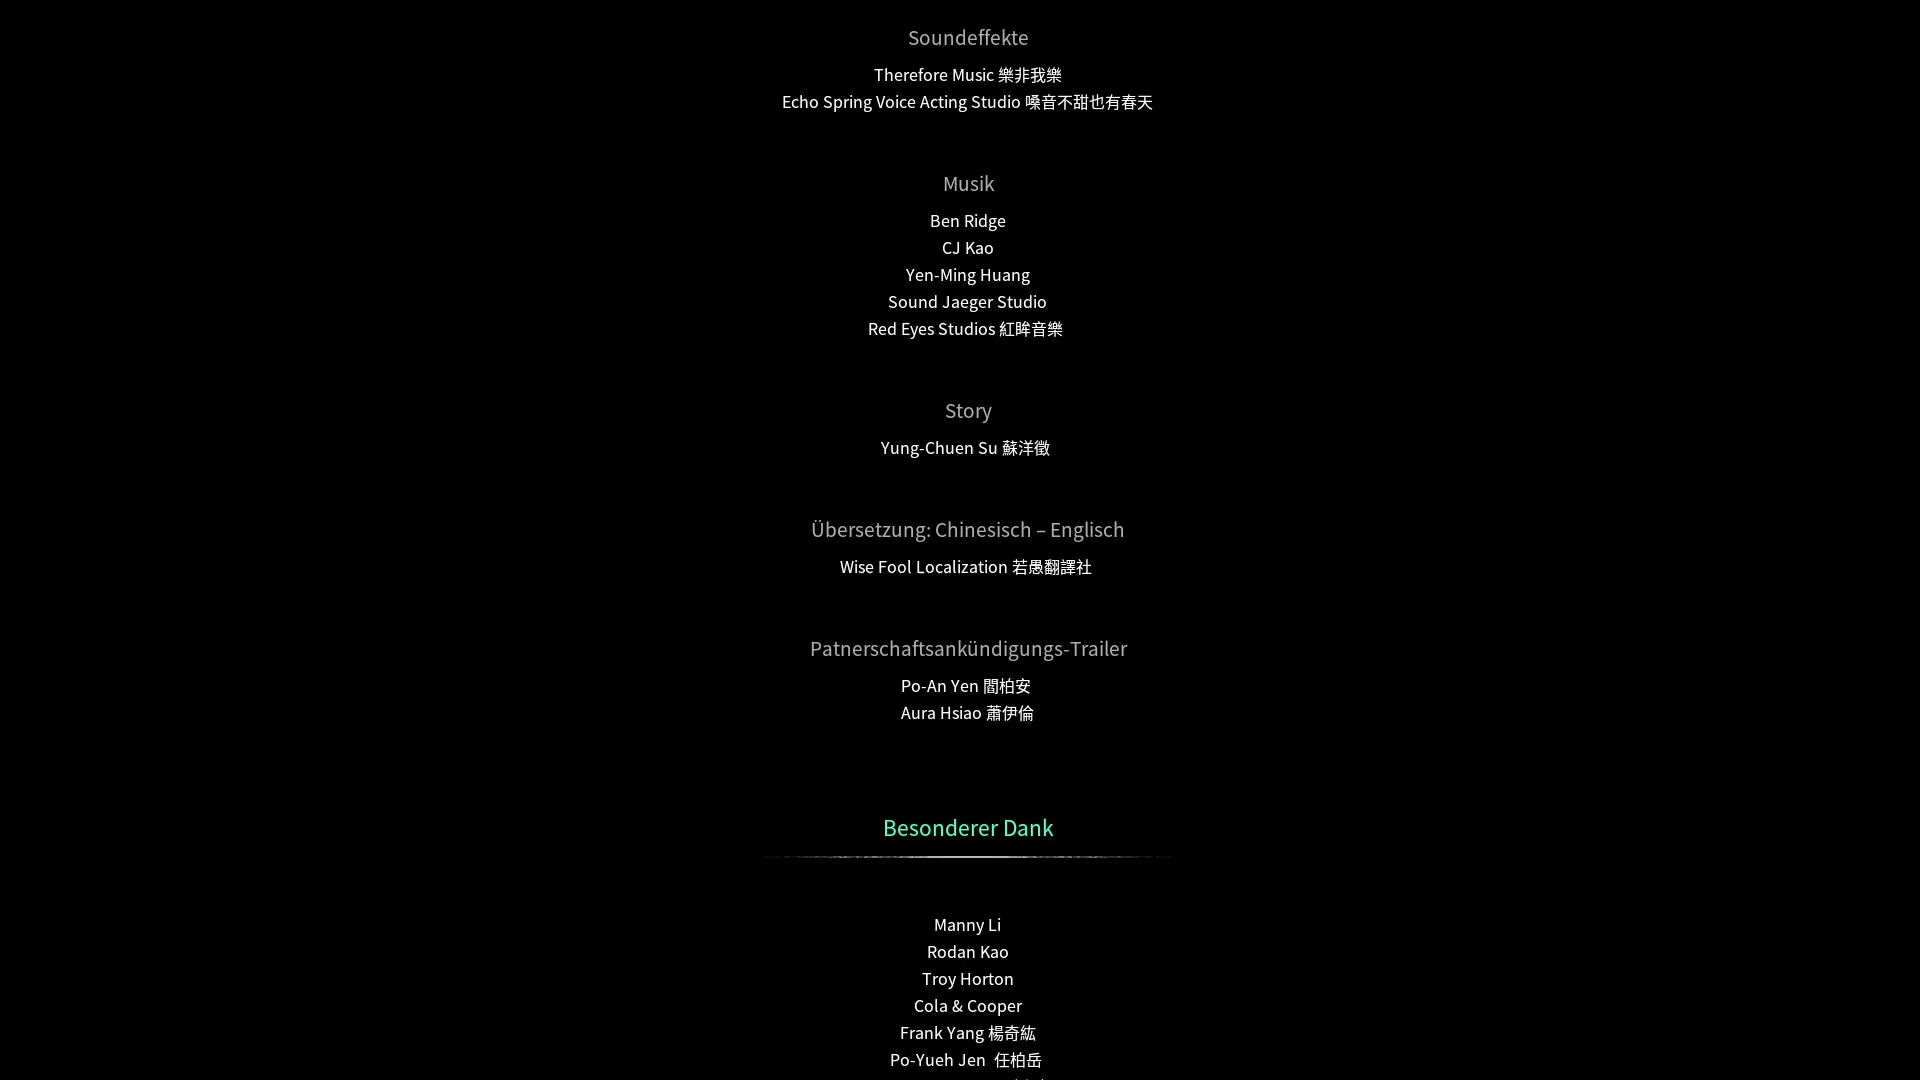 Soundeffekte
Therefore Music 樂非我樂
Echo Spring Voice Acting Studio 嗓音不甜也有春天
Musik
Ben Ridge
CJ Kao
Yen-Ming Huang
Sound Jaeger Studio
Red Eyes Studios 紅眸音樂
Story
Yung-Chuen Su 蘇洋徵
Übersetzung: Chinesisch – Englisch
Wise Fool Localization 若愚翻譯社
Patnerschaftsankündigungs-Trailer
Po-An Yen 閻柏安
Aura Hsiao 蕭伊倫
Besonderer Dank
Manny Li
Rodan Kao
Troy Horton
Cola & Cooper
Frank Yang 楊奇紘
Po-Yueh Jen 任柏岳